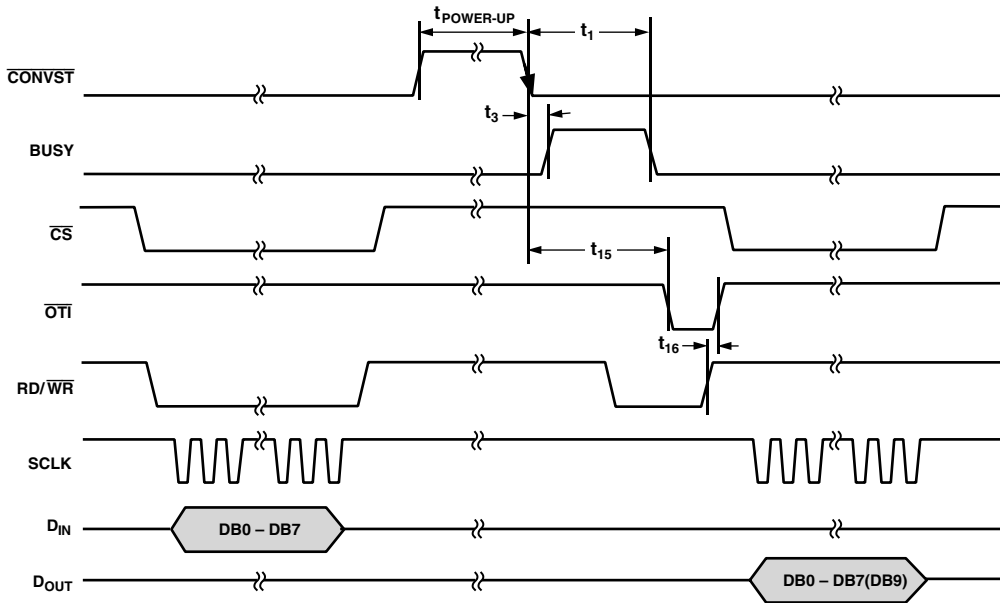 tPOWER-UP
t1
CONVST
t3
BUSY
CS
t15
OTI
t16
RD/WR
SCLK
DIN
DB0 – DB7
DOUT
DB0 – DB7(DB9)